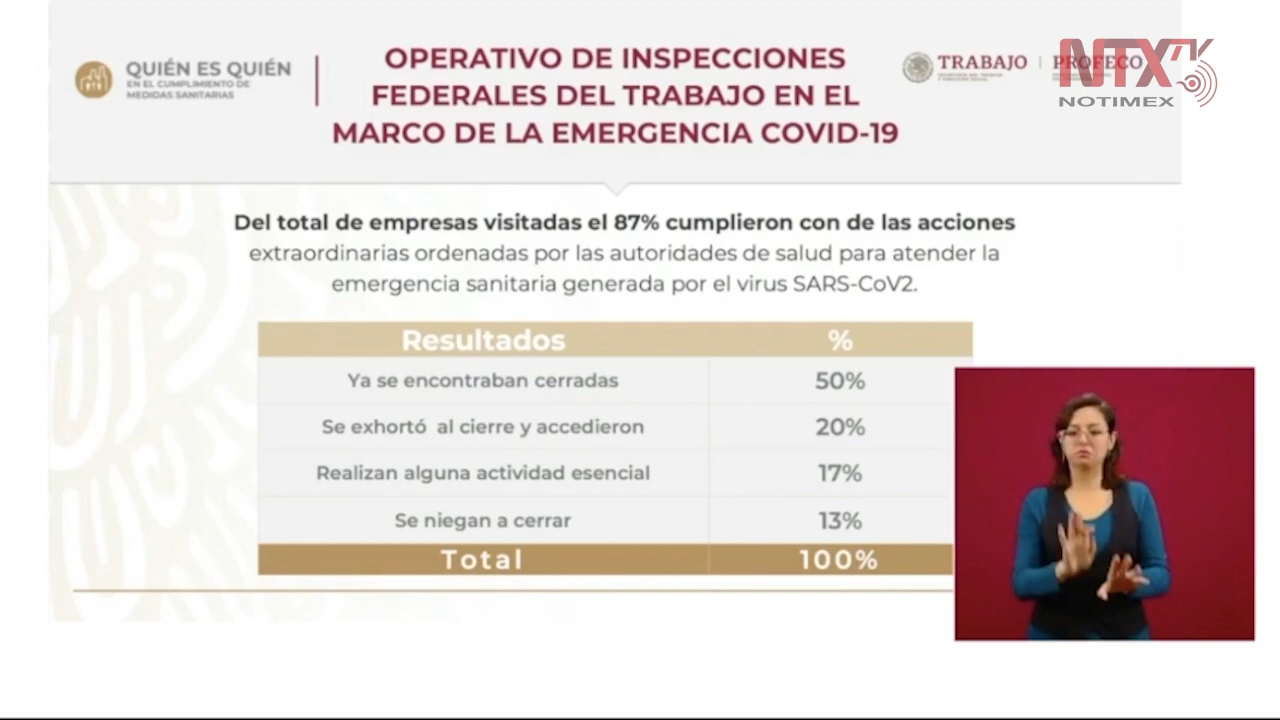 QUIÉN ES QUIÉN
EN EL CUMPLIMIENTO DE
MEDIDAS SANITARIAS
OPERATIVO DE INSPECCIONES
FEDERALES DEL TRABAJO EN EL
MARCO DE LA EMERGENCIA COVID-19
TRABAJO
PROFECO
NTX TV
NOTIMEX
Del total de empresas visitadas el 87% cumplieron con de las acciones
extraordinarias ordenadas por las autoridades de salud para atender la
emergencia sanitaria generada por el virus SARS-CoV2.
Resultados %
Ya se encontraban cerradas 50%
Se exhortó al cierre y accedieron 20%
Realizan alguna actividad esencial 17%
Se niegan a cerrar 13%
Total 100%